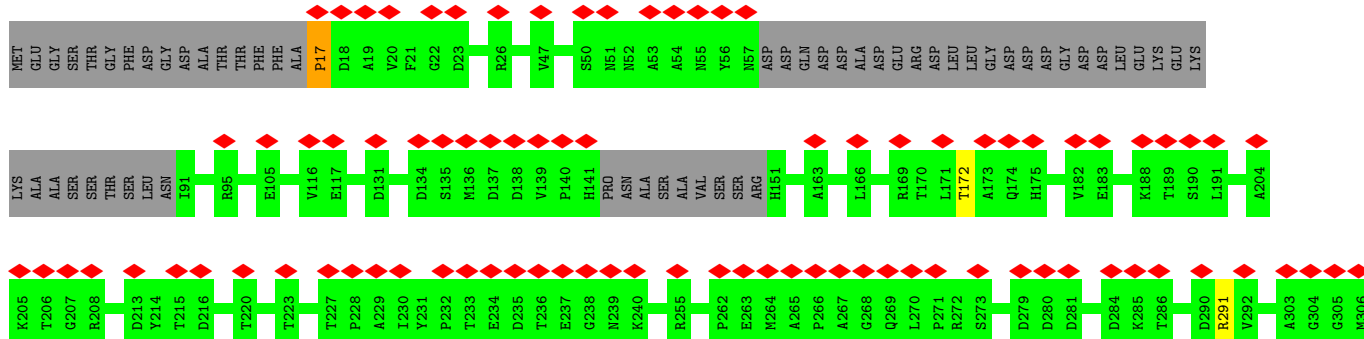 MET GLU GLY SER THR GLY PHE ASP GLY ASP ALA THR THR PHE PHE ALA P17 D18 A19 V20 F21 G22 D23 R26 V47 S50 N51 N52 A53 A54 N55 Y56 N57 ASP ASP GLN ASP ASP ALA ASP GLU ARG ASP LEU LEU GLY ASP ASP ASP GLY ASP ASP LEU GLU LYS GLU LYS
LYS ALA ALA SER SER THR SER LEU ASN I91 R95 E105 V116 E117 D131 D134 S135 M136 D137 D138 V139 P140 H141 PRO ASN ALA SER ALA VAL SER SER ARG H151 A163 L166 R169 T170 L171 T172 A173 Q174 H175 V182 E183 K188 T189 S190 L191 A204
K205 T206 G207 R208 D213 Y214 T215 D216 T220 T223 T227 P228 A229 I230 Y231 P232 T233 E234 D235 T236 E237 G238 N239 K240 R255 P262 E263 M264 A265 P266 A267 G268 Q269 L270 P271 R272 S273 D279 D280 D281 D284 K285 T286 D290 R291 V292 A303 G304 G305 M306